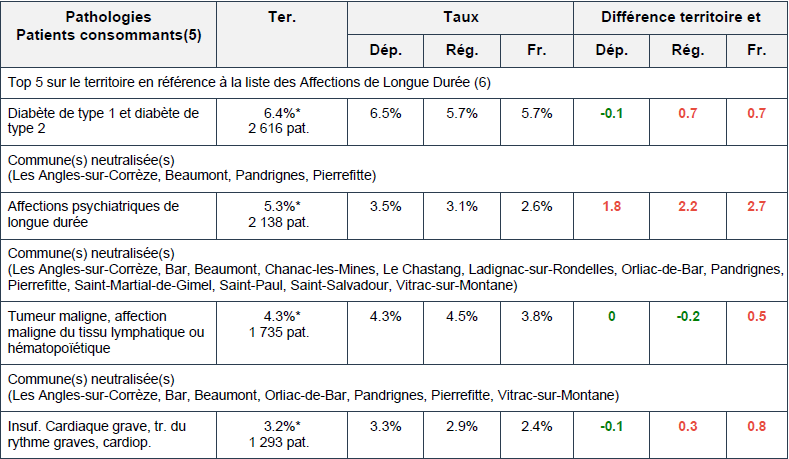 Pathologies
Patients consommants(5)
Ter.
Taux
Différence territoire et
Dép.
Rég.
Fr.
Dép.
Rég.
Fr.
Top 5 sur le territoire en référence à la liste des Affections de Longue Durée (6)
Diabète de type 1 et diabète de
type 2
6.4%*
2 616 pat.
6.5%
5.7%
5.7%
-0.1
0.7
0.7
Commune(s) neutralisée(s)
(Les Angles-sur-Corrèze, Beaumont, Pandrignes, Pierrefitte)
Affections psychiatriques de
longue durée
5.3%*
2 138 pat.
3.5%
3.1%
2.6%
1.8
2.2
2.7
Commune(s) neutralisée(s)
(Les Angles-sur-Corrèze, Bar, Beaumont, Chanac-les-Mines, Le Chastang, Ladignac-sur-Rondelles, Orliac-de-Bar, Pandrignes,
Pierrefitte, Saint-Martial-de-Gimel, Saint-Paul, Saint-Salvadour, Vitrac-sur-Montane)
Tumeur maligne, affection
maligne du tissu lymphatique ou
hématopoïétique
4.3%*
1 735 pat.
4.3%
4.5%
3.8%
0
-0.2
0.5
Commune(s) neutralisée(s)
(Les Angles-sur-Corrèze, Bar, Beaumont, Orliac-de-Bar, Pandrignes, Pierrefitte, Vitrac-sur-Montane)
Insuf. Cardiaque grave, tr. du
rythme graves, cardiop.
3.2%*
1 293 pat.
3.3%
2.9%
2.4%
-0.1
0.3
0.8